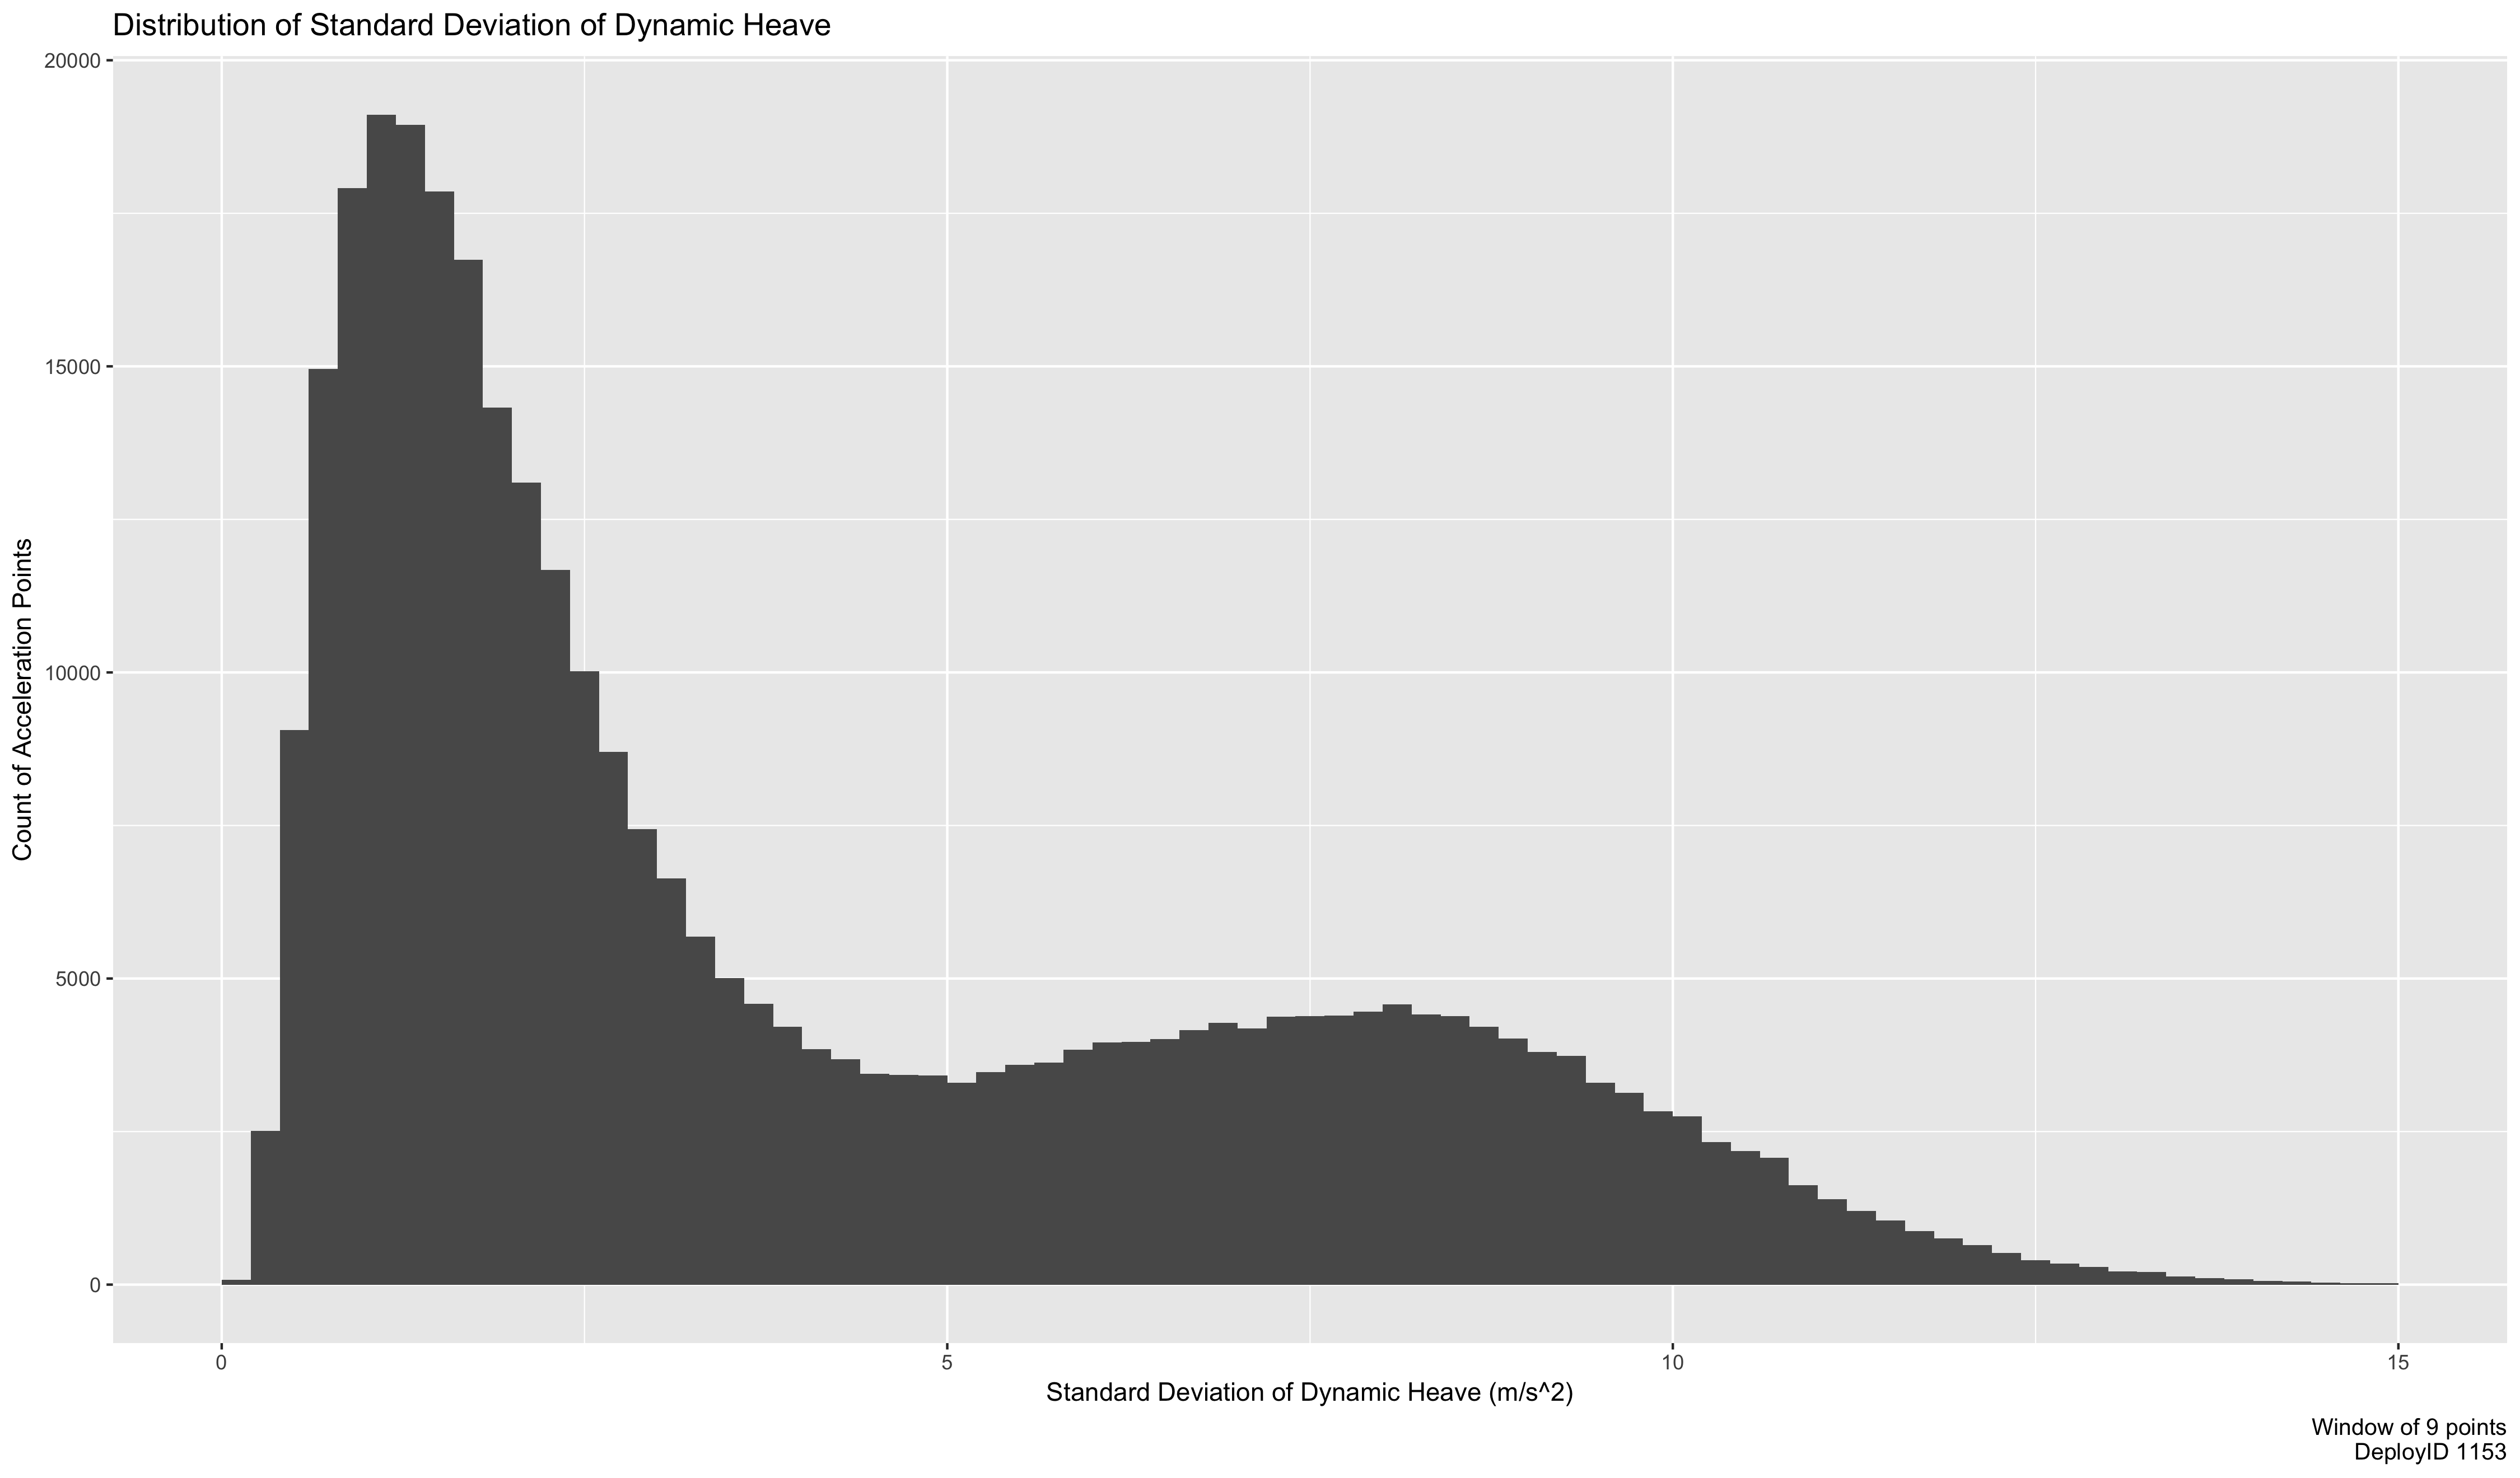 Distribution of Standard Deviation of Dynamic Heave
20000
15000
10000
5000
0
Count of Acceleration Points
0
5
10
15
Standard Deviation of Dynamic Heave (m/s^2)
Window of 9 points
DeployID 1153